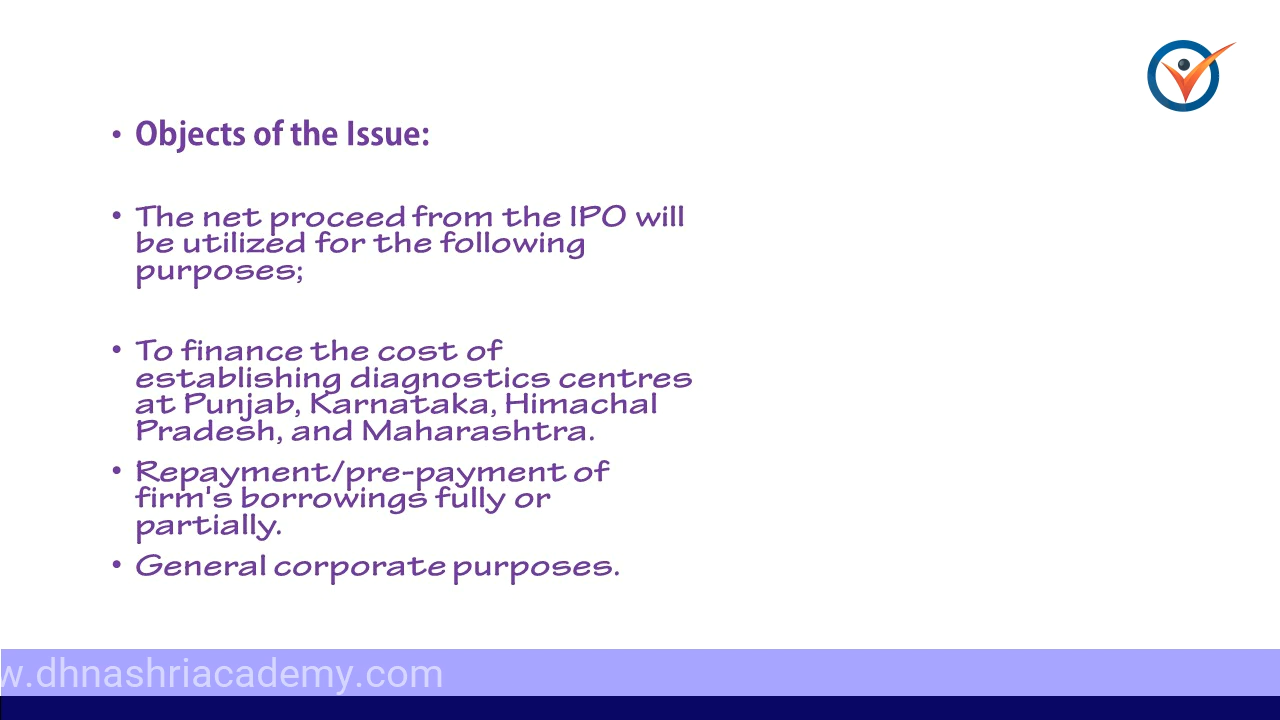 • Objects of the Issue:
• The net proceed from the IPO will
be utilized for the following
purposes;
• To finance the cost of
establishing diagnostics centres
at Punjab, Karnataka, Himachal
Pradesh, and Maharashtra.
• Repayment/pre-payment of
firm's borrowings fully or
partially.
• General corporate purposes.
w.dhnashriacademy.com